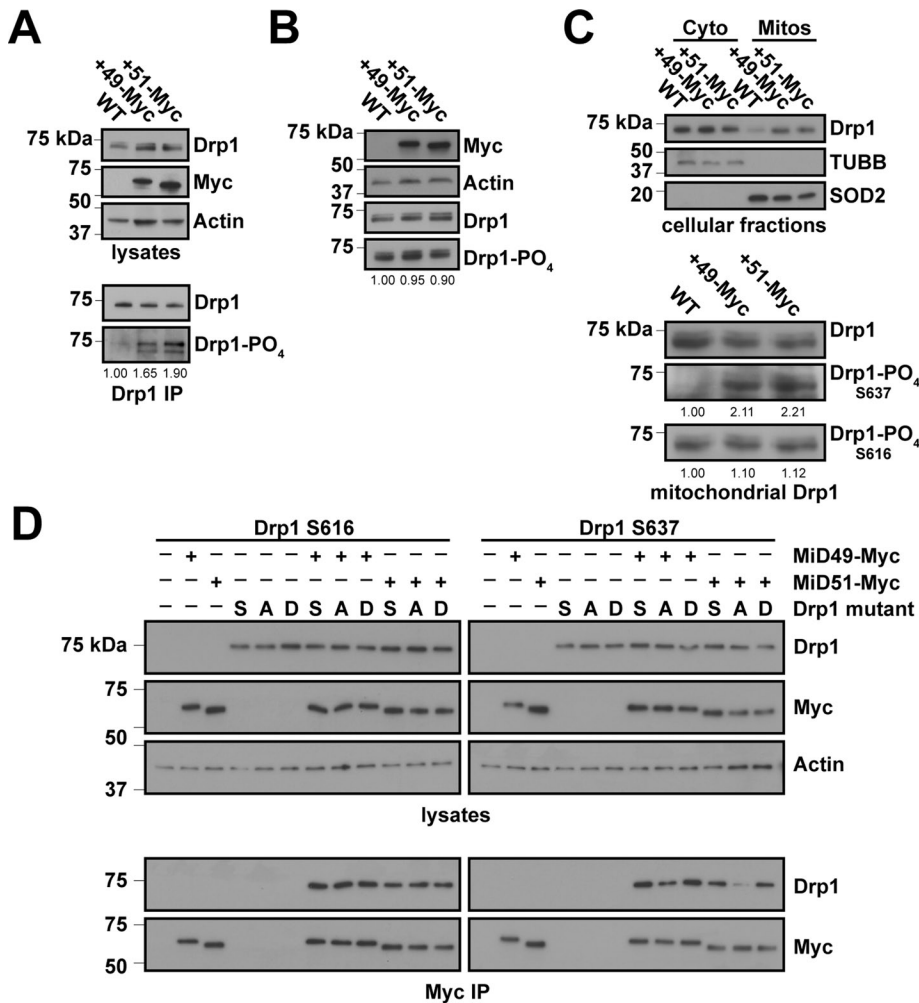 A
WT
+49-Myc
+51-Myc
75 kDa
Drp1
75
50
Myc
50
37
Actin
lysates
75
Drp1
75
Drp1-PO4
1.00 1.65 1.90
Drp1 IP
B
WT
+49-Myc
+51-Myc
75 kDa
50
Myc
50
37
Actin
75
Drp1
75
Drp1-PO4
1.00 0.95 0.90
C
Cyto Mitos
WT +49-Myc +51-Myc WT +49-Myc +51-Myc
75 kDa
Drp1
50
37
TUBB
20
SOD2
cellular fractions
WT +49-Myc +51-Myc
75 kDa
Drp1
75
Drp1-PO4
S637
1.00 2.11 2.21
75
Drp1-PO4
S616
1.00 1.10 1.12
mitochondrial Drp1
D
Drp1 S616 Drp1 S637
– + – – – – + + + – – – – + – – – – + + + – – – MiD49-Myc
– – + – – – – – – + + + – – + – – – – – – + + + MiD51-Myc
– – – S A D S A D S A D – – – S A D S A D S A D Drp1 mutant
75 kDa
Drp1
75
50
Myc
37
Actin
lysates
75
Drp1
75
50
Myc
Myc IP